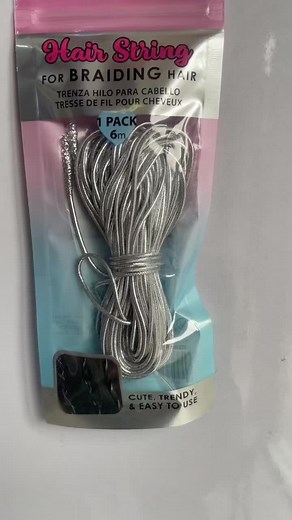 Hair String
FOR BRAIDING HAIR
TRENZA HILO PARA CABELLO
TRESSE DE FIL POUR CHEVEUX
1 PACK
6m
CUTE, TRENDY,
& EASY TO USE